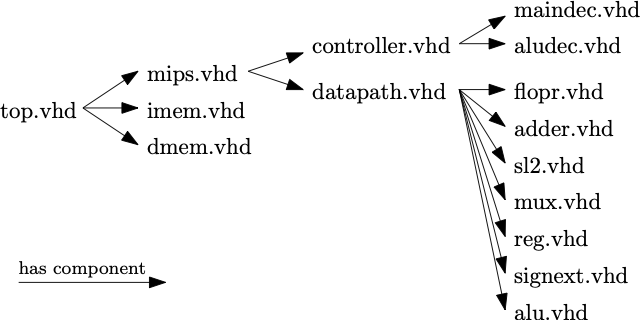 maindec.vhd
controller.vhd
aludec.vhd
mips.vhd
datapath.vhd
flopr.vhd
top.vhd
imem.vhd
adder.vhd
dmem.vhd
sl2.vhd
mux.vhd
reg.vhd
has component
signext.vhd
alu.vhd